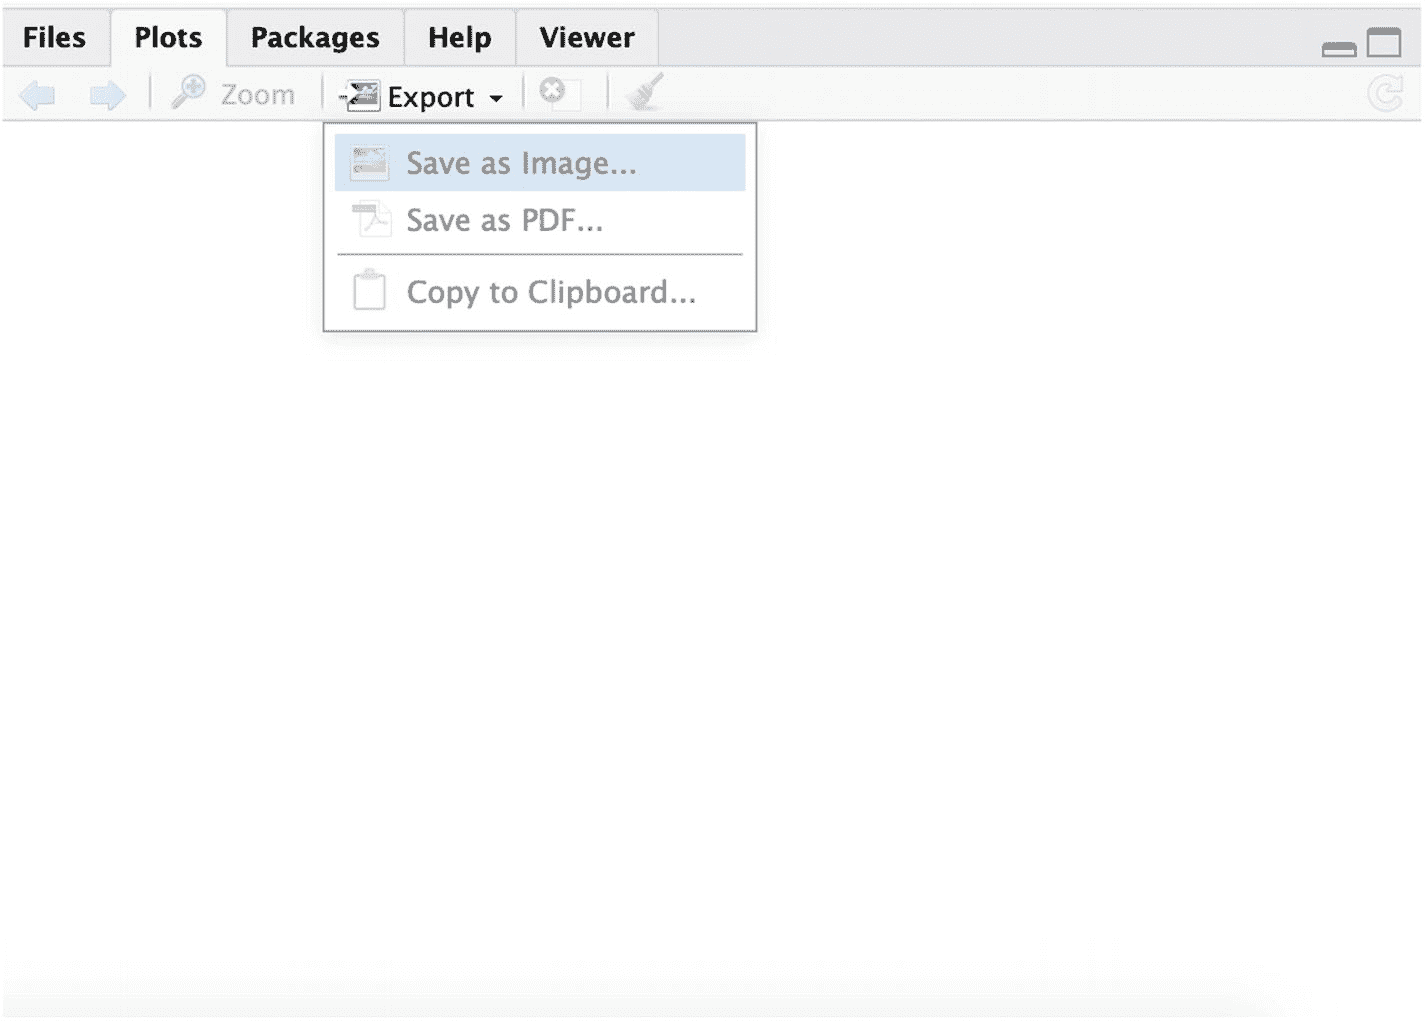 Files Plots Packages Help Viewer
Zoom Export
Save as Image...
Save as PDF...
Copy to Clipboard...